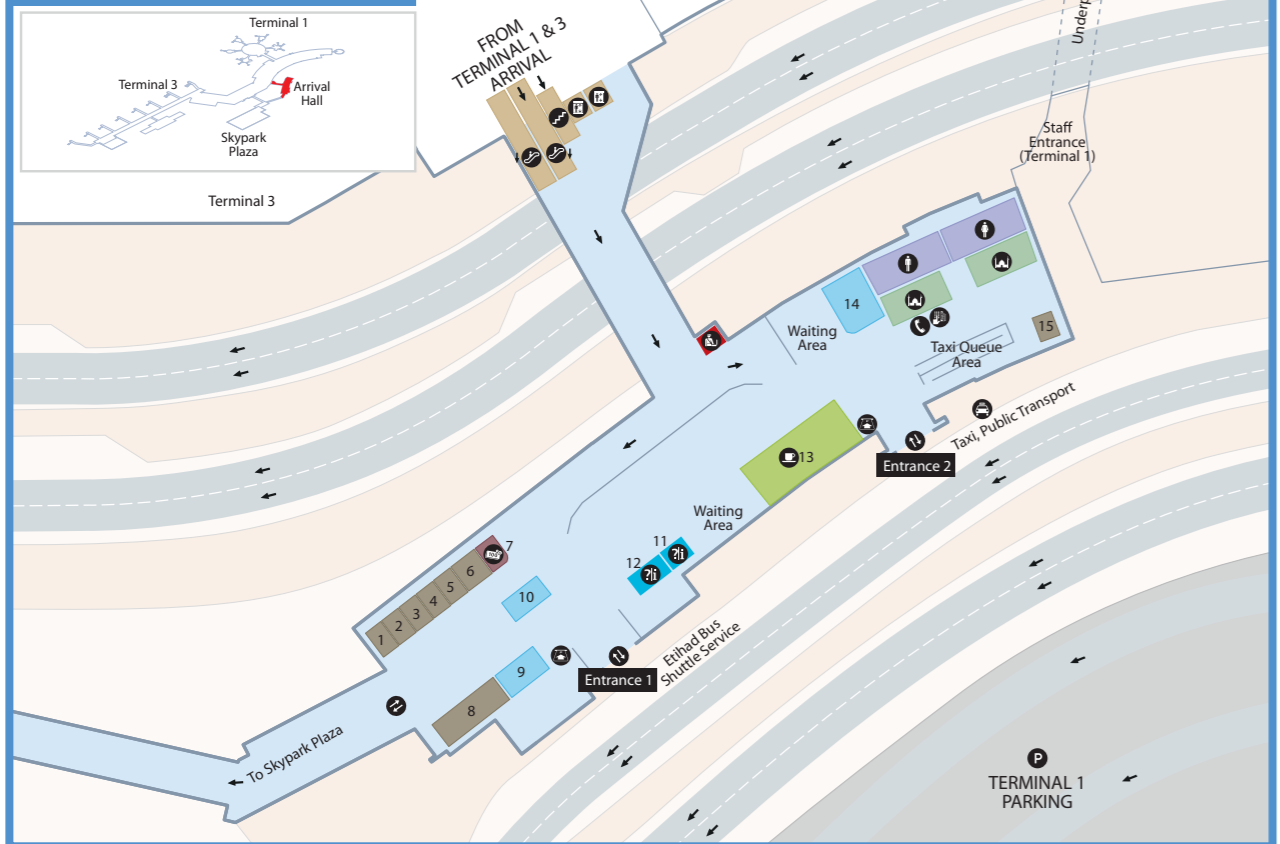 Terminal 1
Terminal 3
Arrival
Hall
Skypark
Plaza
Terminal 3
FROM
TERMINAL 1 & 3
ARRIVAL
Staff
Entrance
(Terminal 1)
14
Waiting
Area
15
Taxi Queue
Area
Taxi, Public Transport
13
Entrance 2
Waiting
Area
11
12
7
6
5
4
3
2
1
10
9
8
Entrance 1
Etihad Bus
Shuttle Service
To Skypark Plaza
P
TERMINAL 1
PARKING
?i
?i